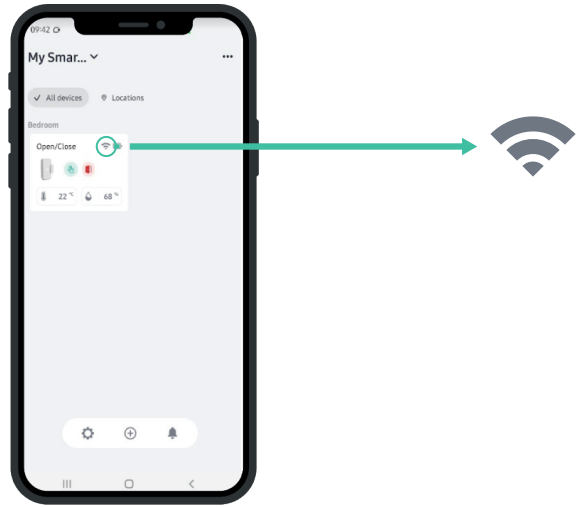 09:42
My Smar...
All devices
Locations
Bedroom
Open/Close
22 °C
68 %